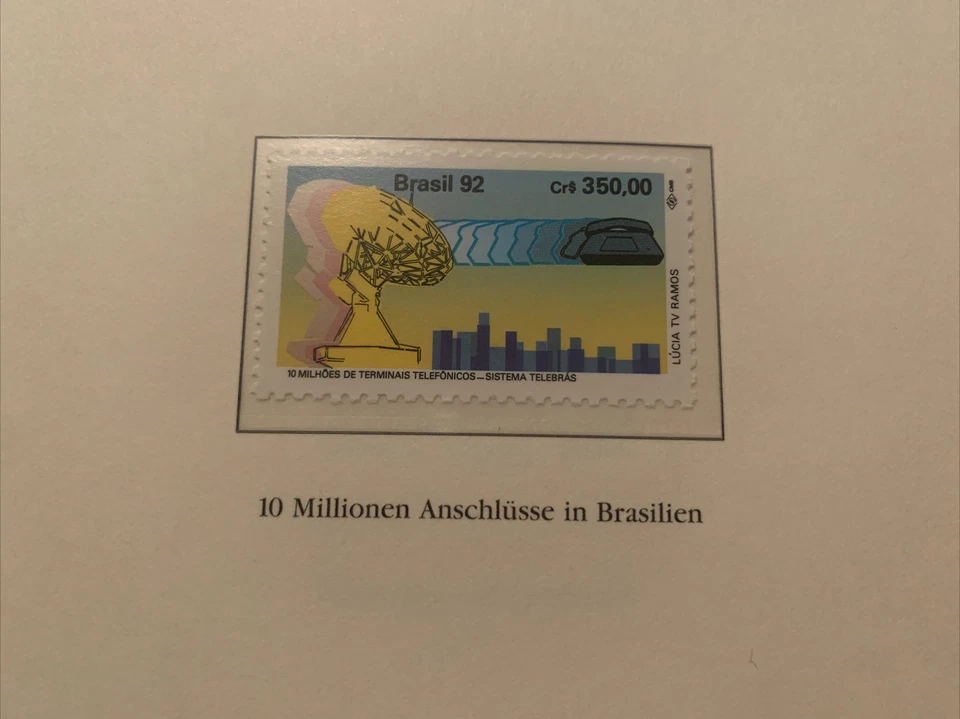 Brasil 92
Cr$ 350,00
CMB
LÚCIA TV RAMOS
10 MILHÕES DE TERMINAIS TELEFÔNICOS – SISTEMA TELEBRÁS
10 Millionen Anschlüsse in Brasilien